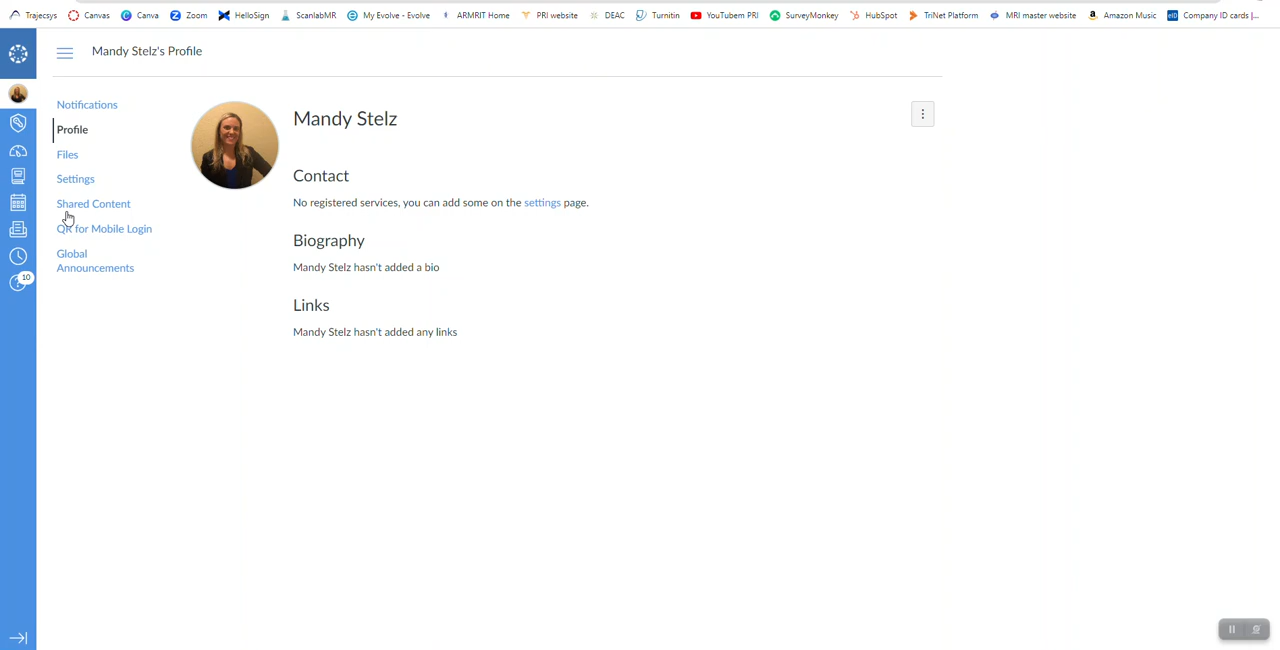 Trajecsys Canvas Canva Zoom HelloSign ScanlabMR My Evolve - Evolve ARMRIT Home PRI website DEAC Turnitin YouTubem PRI SurveyMonkey HubSpot TriNet Platform MRI master website Amazon Music Company ID cards |...
Mandy Stelz's Profile
Notifications
Profile
Files
Settings
Shared Content
QR for Mobile Login
Global
Announcements
10
Mandy Stelz
Contact
No registered services, you can add some on the settings page.
Biography
Mandy Stelz hasn't added a bio
Links
Mandy Stelz hasn't added any links